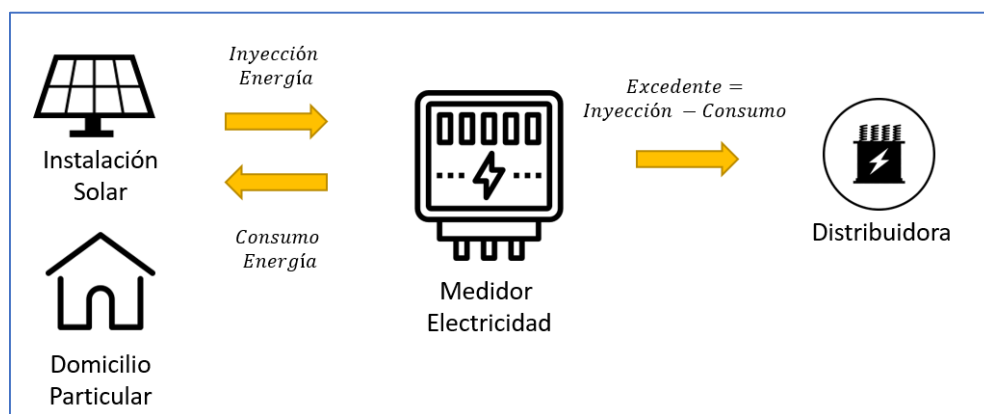 Inyección
Energía
Excedente =
Inyección − Consumo
Instalación
Solar
Consumo
Energía
Distribuidora
Medidor
Electricidad
Domicilio
Particular